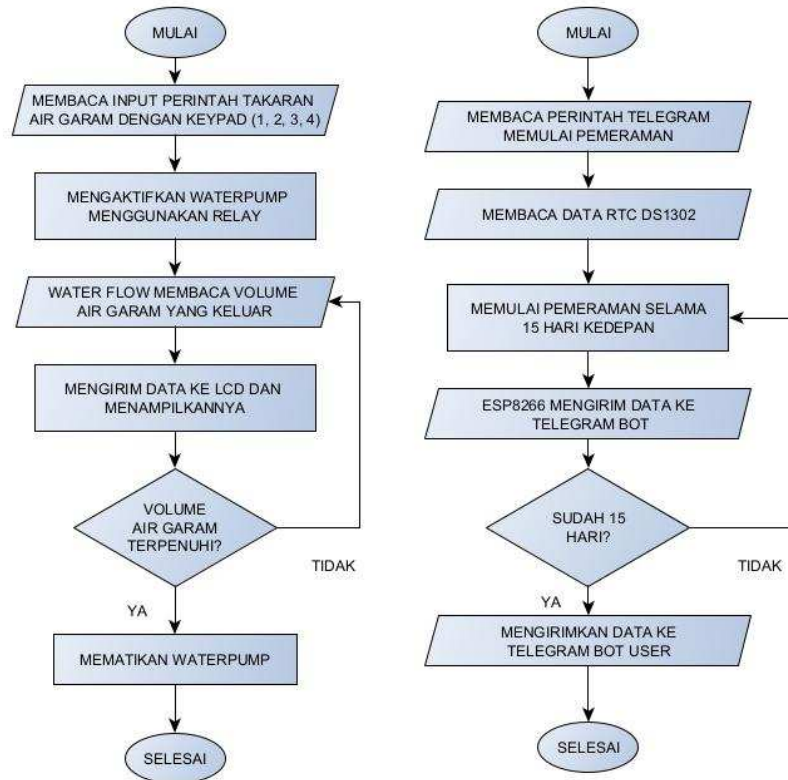 MULAI
MEMBACA INPUT PERINTAH TAKARAN
AIR GARAM DENGAN KEYPAD (1, 2, 3, 4)
MENGAKTIFKAN WATERPUMP
MENGGUNAKAN RELAY
WATER FLOW MEMBACA VOLUME
AIR GARAM YANG KELUAR
MENGIRIM DATA KE LCD DAN
MENAMPILKANNYA
VOLUME
AIR GARAM
TERPENUHI?
TIDAK
YA
MEMATIKAN WATERPUMP
SELESAI
MULAI
MEMBACA PERINTAH TELEGRAM
MEMULAI PEMERAMAN
MEMBACA DATA RTC DS1302
MEMULAI PEMERAMAN SELAMA
15 HARI KEDEPAN
ESP8266 MENGIRIM DATA KE
TELEGRAM BOT
SUDAH 15
HARI?
TIDAK
YA
MENGIRIMKAN DATA KE
TELEGRAM BOT USER
SELESAI